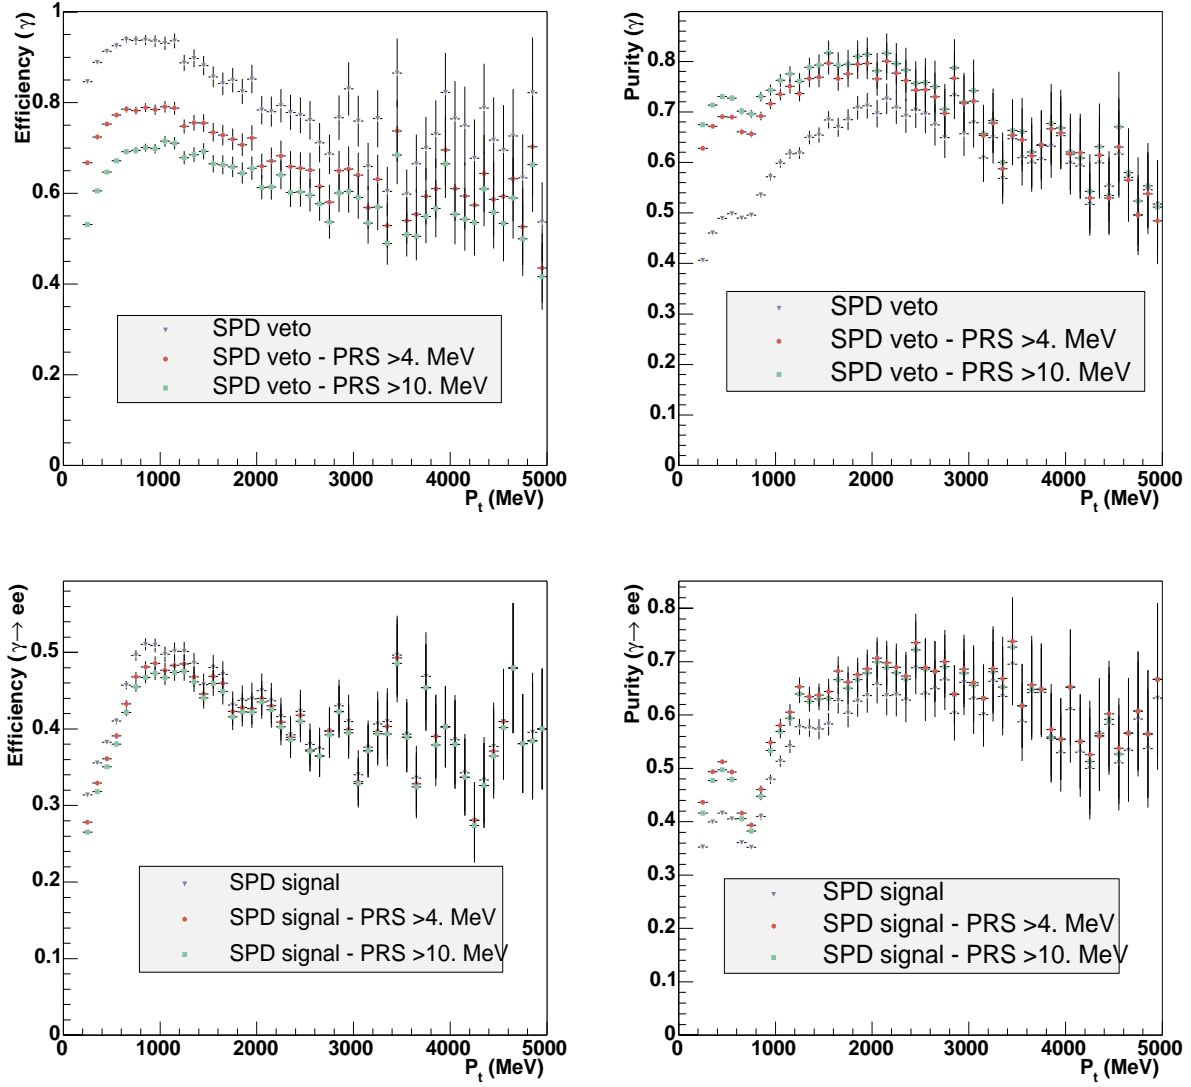 Efficiency (γ)
1
0.8
0.6
0.4
0.2
0
SPD veto
SPD veto - PRS >4. MeV
SPD veto - PRS >10. MeV
0 1000 2000 3000 4000 5000
P_t (MeV)
Purity (γ)
0.8
0.7
0.6
0.5
0.4
0.3
0.2
0.1
0
SPD veto
SPD veto - PRS >4. MeV
SPD veto - PRS >10. MeV
0 1000 2000 3000 4000 5000
P_t (MeV)
Efficiency (γ→ ee)
0.5
0.4
0.3
0.2
0.1
0
SPD signal
SPD signal - PRS >4. MeV
SPD signal - PRS >10. MeV
0 1000 2000 3000 4000 5000
P_t (MeV)
Purity (γ→ ee)
0.8
0.7
0.6
0.5
0.4
0.3
0.2
0.1
0
SPD signal
SPD signal - PRS >4. MeV
SPD signal - PRS >10. MeV
0 1000 2000 3000 4000 5000
P_t (MeV)